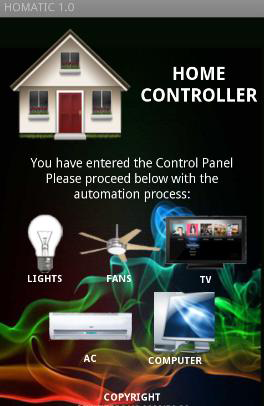 HOMATIC 1.0
HOME
CONTROLLER
You have entered the Control Panel
Please proceed below with the
automation process:
LIGHTS
FANS
TV
AC
COMPUTER
COPYRIGHT